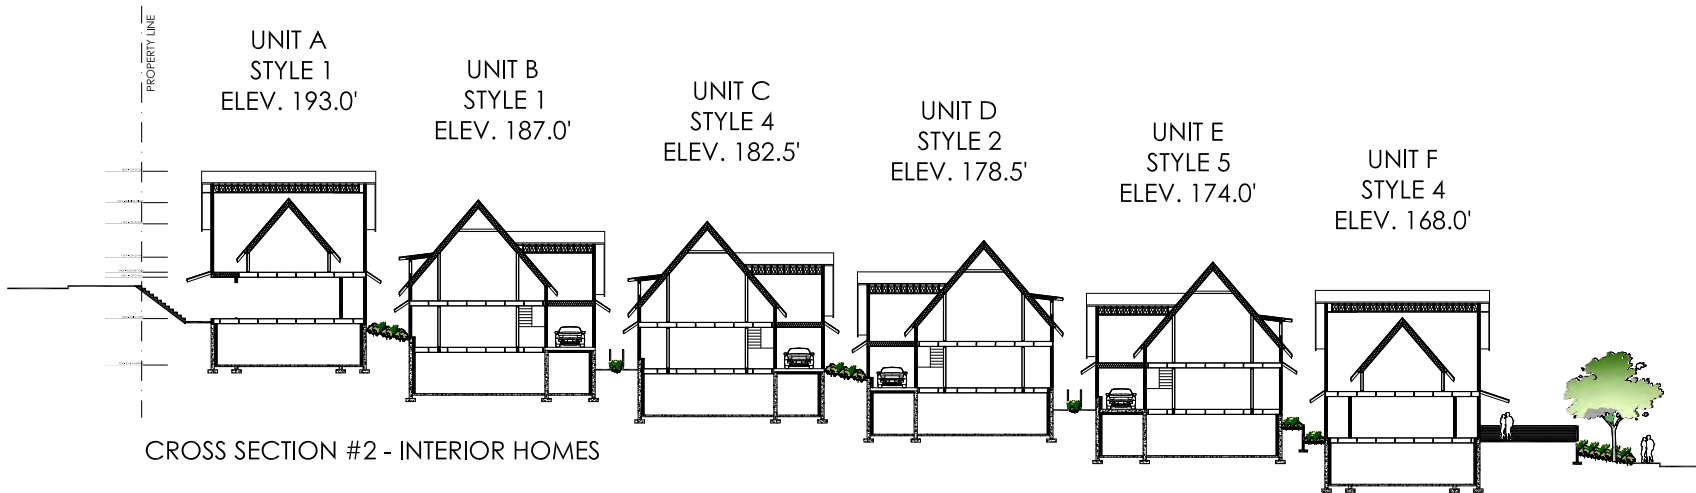 PROPERTY LINE
UNIT A
STYLE 1
ELEV. 193.0'
UNIT B
STYLE 1
ELEV. 187.0'
UNIT C
STYLE 4
ELEV. 182.5'
UNIT D
STYLE 2
ELEV. 178.5'
UNIT E
STYLE 5
ELEV. 174.0'
UNIT F
STYLE 4
ELEV. 168.0'
CROSS SECTION #2 - INTERIOR HOMES